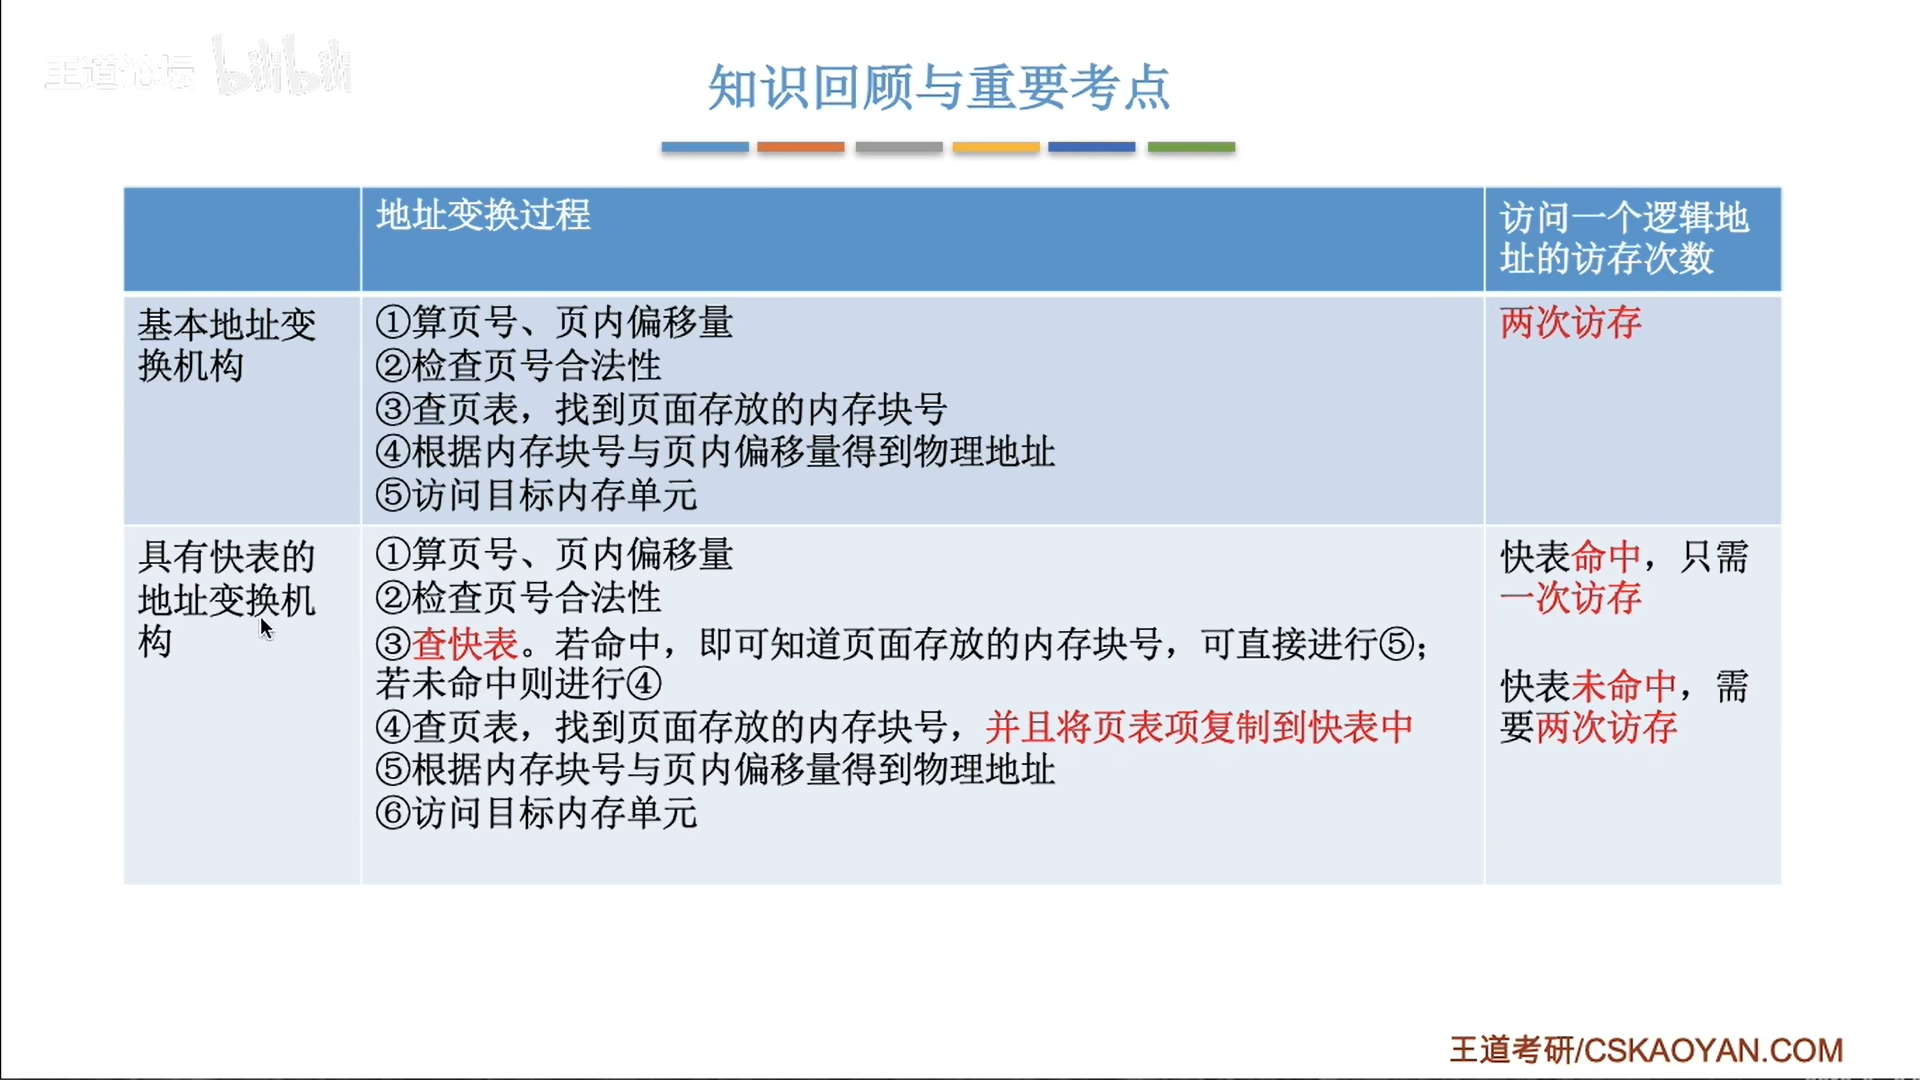 王道论坛 bilibili
知识回顾与重要考点
地址变换过程
访问一个逻辑地
址的访存次数
基本地址变
换机构
①算页号、页内偏移量
②检查页号合法性
③查页表，找到页面存放的内存块号
④根据内存块号与页内偏移量得到物理地址
⑤访问目标内存单元
两次访存
具有快表的
地址变换机
构
①算页号、页内偏移量
②检查页号合法性
③查快表。若命中，即可知道页面存放的内存块号，可直接进行⑤；
若未命中则进行④
④查页表，找到页面存放的内存块号，并且将页表项复制到快表中
⑤根据内存块号与页内偏移量得到物理地址
⑥访问目标内存单元
快表命中，只需
一次访存
快表未命中，需
要两次访存
王道考研/CSKAOYAN.COM